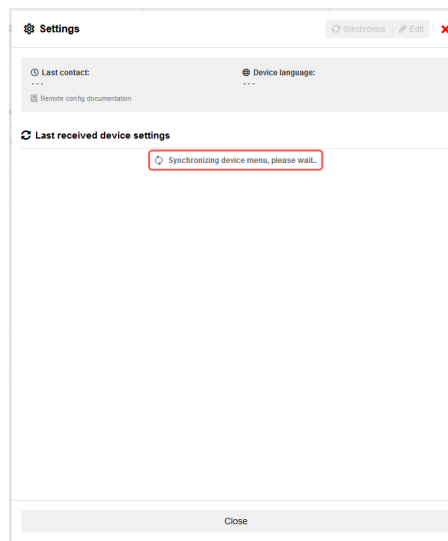 Settings
Synchronize
Edit
Last contact:
Device language:
---
---
Remote config documentation
Last received device settings
Synchronizing device menu, please wait..
Close